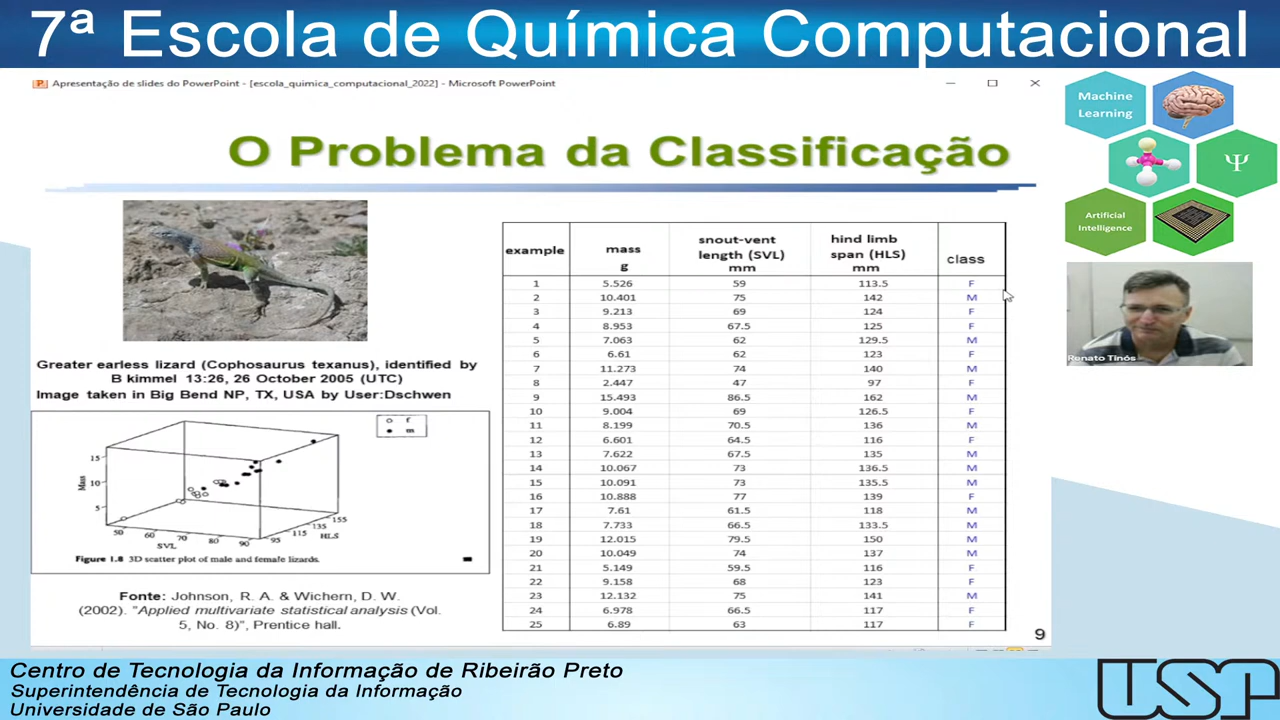 7ª Escola de Química Computacional
Apresentação de slides do PowerPoint - [escola_quimica_computacional_2022] - Microsoft PowerPoint
O Problema da Classificação
Machine
Learning
Ψ
Artificial
Intelligence
Renato Tinós
Greater earless lizard (Cophosaurus texanus), identified by
B kimmel 13:26, 26 October 2005 (UTC)
Image taken in Big Bend NP, TX, USA by User:Dschwen
f
m
Mass
15
10
5
50 60 70 80 90
SVL
95 115 135 155
HLS
Figure 1.8 3D scatter plot of male and female lizards.
Fonte: Johnson, R. A. & Wichern, D. W.
(2002). "Applied multivariate statistical analysis (Vol.
5, No. 8)", Prentice hall.
example mass g snout-vent length (SVL) mm hind limb span (HLS) mm class
1 5.526 59 113.5 F
2 10.401 75 142 M
3 9.213 69 124 F
4 8.953 67.5 125 F
5 7.063 62 129.5 M
6 6.61 62 123 F
7 11.273 74 140 M
8 2.447 47 97 F
9 15.493 86.5 162 M
10 9.004 69 126.5 F
11 8.199 70.5 136 M
12 6.601 64.5 116 F
13 7.622 67.5 135 M
14 10.067 73 136.5 M
15 10.091 73 135.5 M
16 10.888 77 139 F
17 7.61 61.5 118 M
18 7.733 66.5 133.5 M
19 12.015 79.5 150 M
20 10.049 74 137 M
21 5.149 59.5 116 F
22 9.158 68 123 F
23 12.132 75 141 M
24 6.978 66.5 117 F
25 6.89 63 117 F
9
Centro de Tecnologia da Informação de Ribeirão Preto
Superintendência de Tecnologia da Informação
Universidade de São Paulo
USP